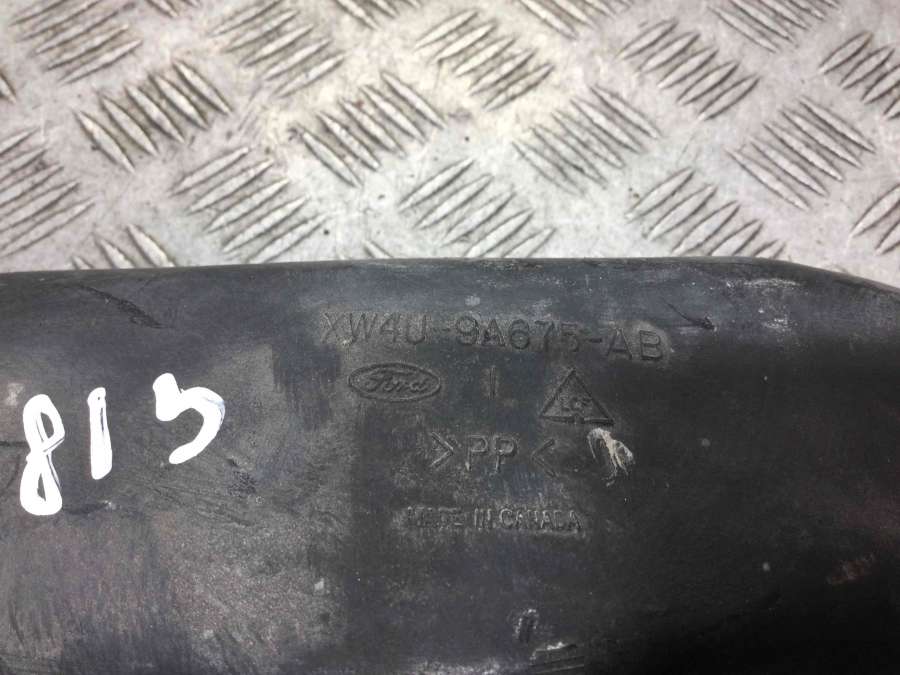 XW4U-9A675-AB
Ford I
>PP<
MADE IN CANADA
815